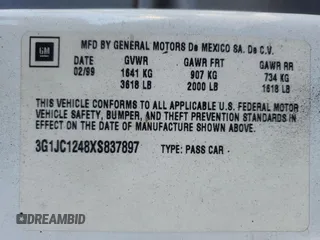 GM
MFD BY GENERAL MOTORS De MEXICO SA. De C.V.
DATE GVWR GAWR FRT GAWR RR
02/99 1641 KG 907 KG 734 KG
3618 LB 2000 LB 1618 LB
THIS VEHICLE CONFORMS TO ALL APPLICABLE U.S. FEDERAL MOTOR
VEHICLE SAFETY, BUMPER, AND THEFT PREVENTION STANDARDS IN
EFFECT ON THE DATE OF MANUFACTURE SHOWN ABOVE.
3G1JC1248XS837897 TYPE: PASS CAR
DREAMBID